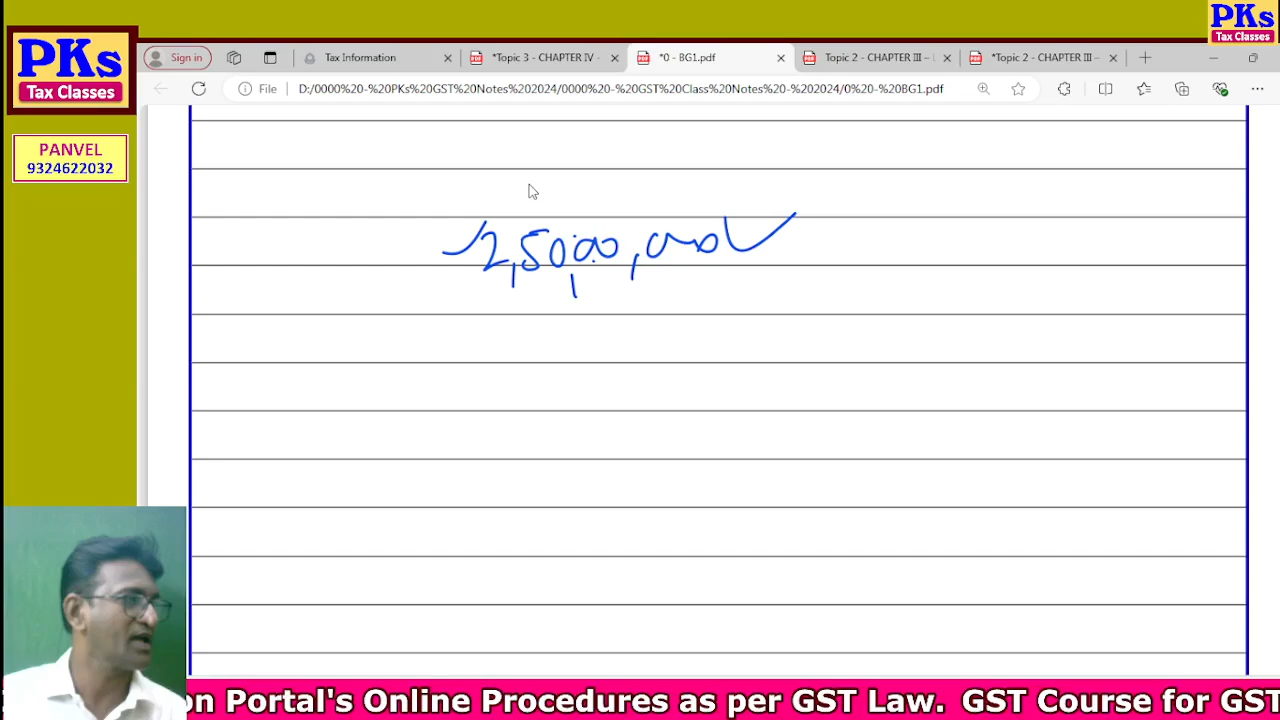 PKs
Tax Classes
PKs
Tax Classes
Sign in
Tax Information
*Topic 3 - CHAPTER IV -
*0 - BG1.pdf
Topic 2 - CHAPTER III – I
*Topic 2 - CHAPTER III –
File
D:/0000%20-%20PKs%20GST%20Notes%202024/0000%20-%20GST%20Class%20Notes%20-%202024/0%20-%20BG1.pdf
PANVEL
9324622032
2,50,00,000
on Portal's Online Procedures as per GST Law. GST Course for GST